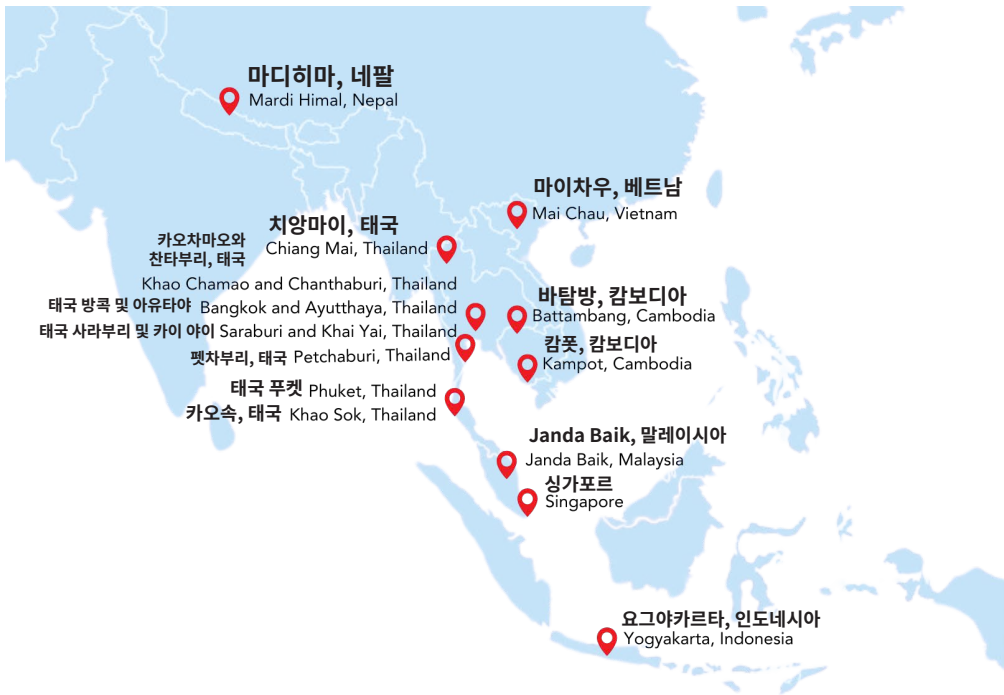 마디히마, 네팔
Mardi Himal, Nepal
마이차우, 베트남
Mai Chau, Vietnam
치앙마이, 태국
Chiang Mai, Thailand
카오차마오와
찬타부리, 태국
Khao Chamao and Chanthaburi, Thailand
태국 방콕 및 아유타야 Bangkok and Ayutthaya, Thailand
태국 사라부리 및 카이 야이 Saraburi and Khai Yai, Thailand
펫차부리, 태국 Petchaburi, Thailand
바탐방, 캄보디아
Battambang, Cambodia
캄폿, 캄보디아
Kampot, Cambodia
태국 푸켓 Phuket, Thailand
카오속, 태국 Khao Sok, Thailand
Janda Baik, 말레이시아
Janda Baik, Malaysia
싱가포르
Singapore
요그야카르타, 인도네시아
Yogyakarta, Indonesia